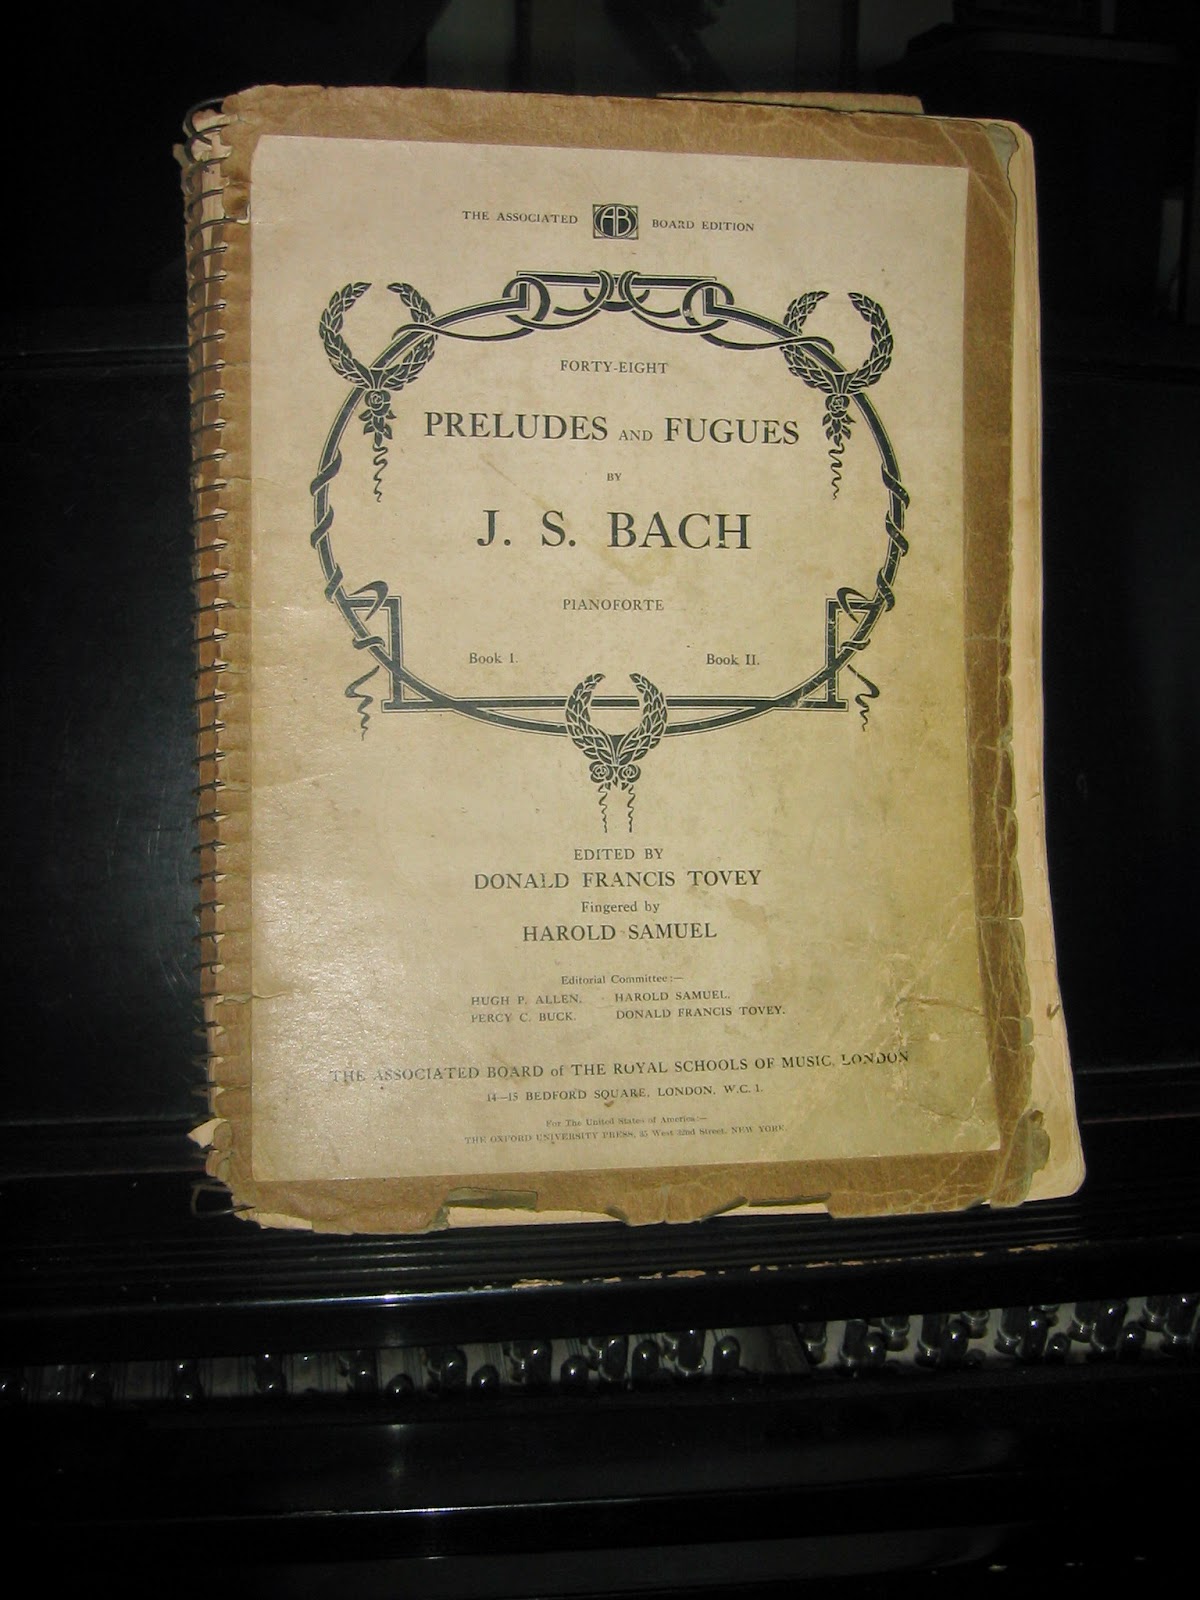 THE ASSOCIATED AB BOARD EDITION
FORTY-EIGHT
PRELUDES AND FUGUES
BY
J. S. BACH
PIANOFORTE
Book I. Book II.
EDITED BY
DONALD FRANCIS TOVEY
Fingered by
HAROLD SAMUEL
Editorial Committee:—
HUGH P. ALLEN. HAROLD SAMUEL.
PERCY C. BUCK. DONALD FRANCIS TOVEY.
THE ASSOCIATED BOARD of THE ROYAL SCHOOLS OF MUSIC, LONDON
14—15 BEDFORD SQUARE, LONDON, W.C. 1.
For The United States of America:—
THE OXFORD UNIVERSITY PRESS, 35 West 32nd Street, NEW YORK.